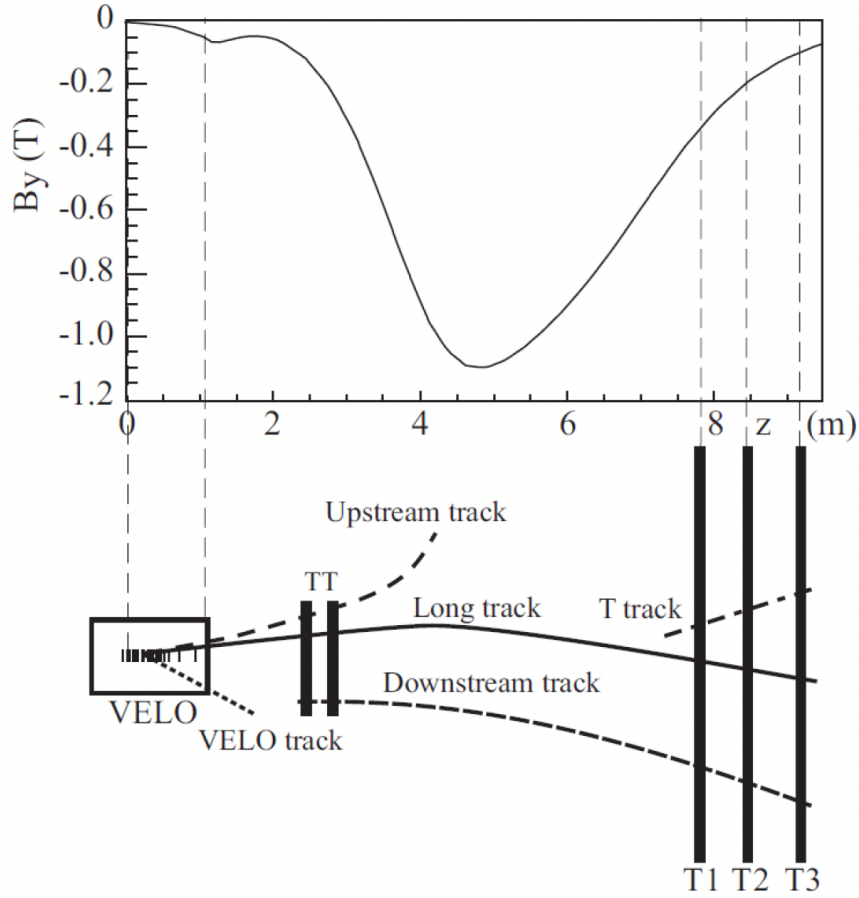 0
-0.2
-0.4
-0.6
-0.8
-1.0
-1.2
By (T)
0 2 4 6 8 z (m)
Upstream track
TT
Long track
T track
Downstream track
VELO
VELO track
T1 T2 T3